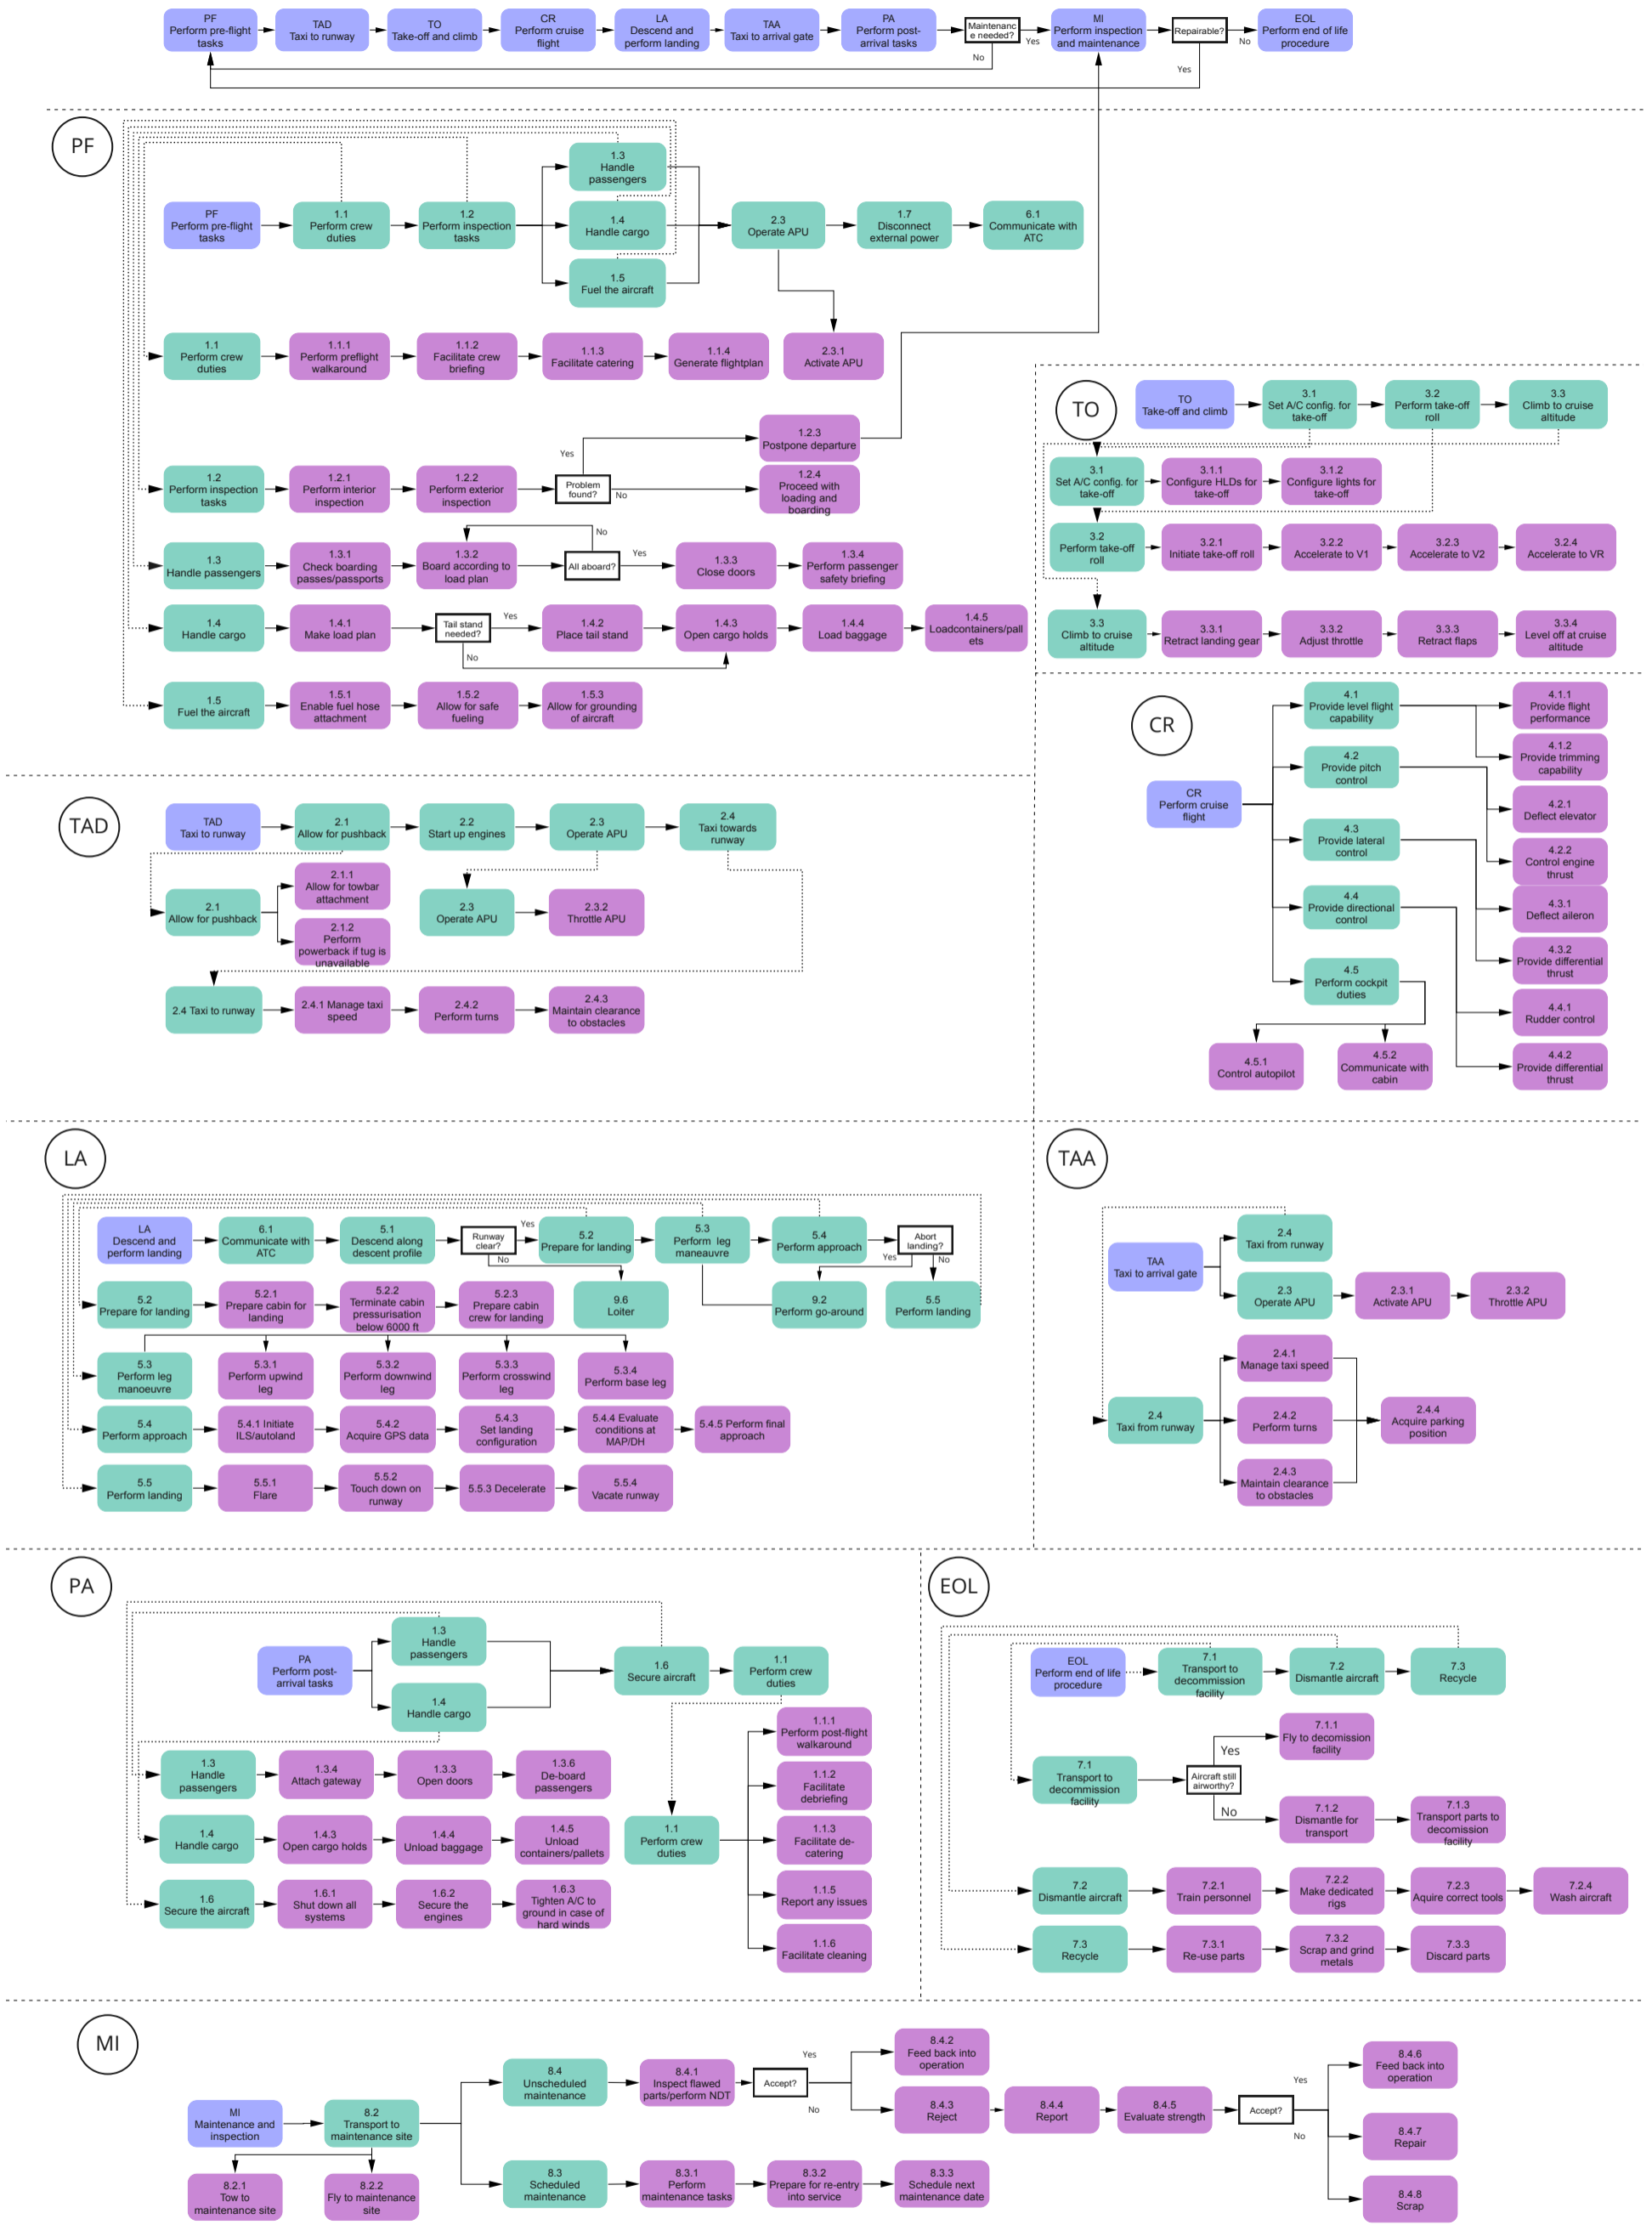 PF
Perform pre-flight
tasks
TAD
Taxi to runway
TO
Take-off and climb
CR
Perform cruise
flight
LA
Descend and
perform landing
TAA
Taxi to arrival gate
PA
Perform post-
arrival tasks
Maintenanc
e needed?
Yes
No
MI
Perform inspection
and maintenance
Repairable?
No
Yes
EOL
Perform end of life
procedure
PF
PF
Perform pre-flight
tasks
1.1
Perform crew
duties
1.2
Perform inspection
tasks
1.3
Handle
passengers
1.4
Handle cargo
1.5
Fuel the aircraft
2.3
Operate APU
1.7
Disconnect
external power
6.1
Communicate with
ATC
1.1
Perform crew
duties
1.1.1
Perform preflight
walkaround
1.1.2
Facilitate crew
briefing
1.1.3
Facilitate catering
1.1.4
Generate flightplan
2.3.1
Activate APU
1.2
Perform inspection
tasks
1.2.1
Perform interior
inspection
1.2.2
Perform exterior
inspection
Problem
found?
Yes
No
1.2.3
Postpone departure
1.2.4
Proceed with
loading and
boarding
1.3
Handle passengers
1.3.1
Check boarding
passes/passports
1.3.2
Board according to
load plan
All aboard?
No
Yes
1.3.3
Close doors
1.3.4
Perform passenger
safety briefing
1.4
Handle cargo
1.4.1
Make load plan
Tail stand
needed?
Yes
No
1.4.2
Place tail stand
1.4.3
Open cargo holds
1.4.4
Load baggage
1.4.5
Loadcontainers/pall
ets
1.5
Fuel the aircraft
1.5.1
Enable fuel hose
attachment
1.5.2
Allow for safe
fueling
1.5.3
Allow for grounding
of aircraft
TO
TO
Take-off and climb
3.1
Set A/C config. for
take-off
3.2
Perform take-off
roll
3.3
Climb to cruise
altitude
3.1
Set A/C config. for
take-off
3.1.1
Configure HLDs for
take-off
3.1.2
Configure lights for
take-off
3.2
Perform take-off
roll
3.2.1
Initiate take-off roll
3.2.2
Accelerate to V1
3.2.3
Accelerate to V2
3.2.4
Accelerate to VR
3.3
Climb to cruise
altitude
3.3.1
Retract landing gear
3.3.2
Adjust throttle
3.3.3
Retract flaps
3.3.4
Level off at cruise
altitude
TAD
TAD
Taxi to runway
2.1
Allow for pushback
2.2
Start up engines
2.3
Operate APU
2.4
Taxi towards
runway
2.1
Allow for pushback
2.1.1
Allow for towbar
attachment
2.1.2
Perform
powerback if tug is
unavailable
2.3
Operate APU
2.3.2
Throttle APU
2.4 Taxi to runway
2.4.1 Manage taxi
speed
2.4.2
Perform turns
2.4.3
Maintain clearance
to obstacles
CR
CR
Perform cruise
flight
4.1
Provide level flight
capability
4.2
Provide pitch
control
4.3
Provide lateral
control
4.4
Provide directional
control
4.5
Perform cockpit
duties
4.1.1
Provide flight
performance
4.1.2
Provide trimming
capability
4.2.1
Deflect elevator
4.2.2
Control engine
thrust
4.3.1
Deflect aileron
4.3.2
Provide differential
thrust
4.4.1
Rudder control
4.4.2
Provide differential
thrust
4.5.1
Control autopilot
4.5.2
Communicate with
cabin
LA
LA
Descend and
perform landing
6.1
Communicate with
ATC
5.1
Descend along
descent profile
Runway
clear?
Yes
No
5.2
Prepare for landing
5.3
Perform leg
maneauvre
5.4
Perform approach
Abort
landing?
Yes
No
9.6
Loiter
9.2
Perform go-around
5.5
Perform landing
5.2
Prepare for landing
5.2.1
Prepare cabin for
landing
5.2.2
Terminate cabin
pressurisation
below 6000 ft
5.2.3
Prepare cabin
crew for landing
5.3
Perform leg
manoeuvre
5.3.1
Perform upwind
leg
5.3.2
Perform downwind
leg
5.3.3
Perform crosswind
leg
5.3.4
Perform base leg
5.4
Perform approach
5.4.1 Initiate
ILS/autoland
5.4.2
Acquire GPS data
5.4.3
Set landing
configuration
5.4.4 Evaluate
conditions at
MAP/DH
5.4.5 Perform final
approach
5.5
Perform landing
5.5.1
Flare
5.5.2
Touch down on
runway
5.5.3 Decelerate
5.5.4
Vacate runway
TAA
TAA
Taxi to arrival gate
2.4
Taxi from runway
2.3
Operate APU
2.3.1
Activate APU
2.3.2
Throttle APU
2.4
Taxi from runway
2.4.1
Manage taxi speed
2.4.2
Perform turns
2.4.3
Maintain clearance
to obstacles
2.4.4
Acquire parking
position
PA
PA
Perform post-
arrival tasks
1.3
Handle
passengers
1.4
Handle cargo
1.6
Secure aircraft
1.1
Perform crew
duties
1.3
Handle
passengers
1.3.4
Attach gateway
1.3.3
Open doors
1.3.6
De-board
passengers
1.4
Handle cargo
1.4.3
Open cargo holds
1.4.4
Unload baggage
1.4.5
Unload
containers/pallets
1.6
Secure the aircraft
1.6.1
Shut down all
systems
1.6.2
Secure the
engines
1.6.3
Tighten A/C to
ground in case of
hard winds
1.1
Perform crew
duties
1.1.1
Perform post-flight
walkaround
1.1.2
Facilitate
debriefing
1.1.3
Facilitate de-
catering
1.1.5
Report any issues
1.1.6
Facilitate cleaning
EOL
EOL
Perform end of life
procedure
7.1
Transport to
decommission
facility
7.2
Dismantle aircraft
7.3
Recycle
7.1
Transport to
decommission
facility
Aircraft still
airworthy?
Yes
No
7.1.1
Fly to decomission
facility
7.1.2
Dismantle for
transport
7.1.3
Transport parts to
decomission
facility
7.2
Dismantle aircraft
7.2.1
Train personnel
7.2.2
Make dedicated
rigs
7.2.3
Aquire correct tools
7.2.4
Wash aircraft
7.3
Recycle
7.3.1
Re-use parts
7.3.2
Scrap and grind
metals
7.3.3
Discard parts
MI
MI
Maintenance and
inspection
8.2
Transport to
maintenance site
8.2.1
Tow to
maintenance site
8.2.2
Fly to maintenance
site
8.4
Unscheduled
maintenance
8.4.1
Inspect flawed
parts/perform NDT
Accept?
Yes
No
8.4.2
Feed back into
operation
8.4.3
Reject
8.4.4
Report
8.4.5
Evaluate strength
Accept?
Yes
No
8.4.6
Feed back into
operation
8.4.7
Repair
8.4.8
Scrap
8.3
Scheduled
maintenance
8.3.1
Perform
maintenance tasks
8.3.2
Prepare for re-entry
into service
8.3.3
Schedule next
maintenance date